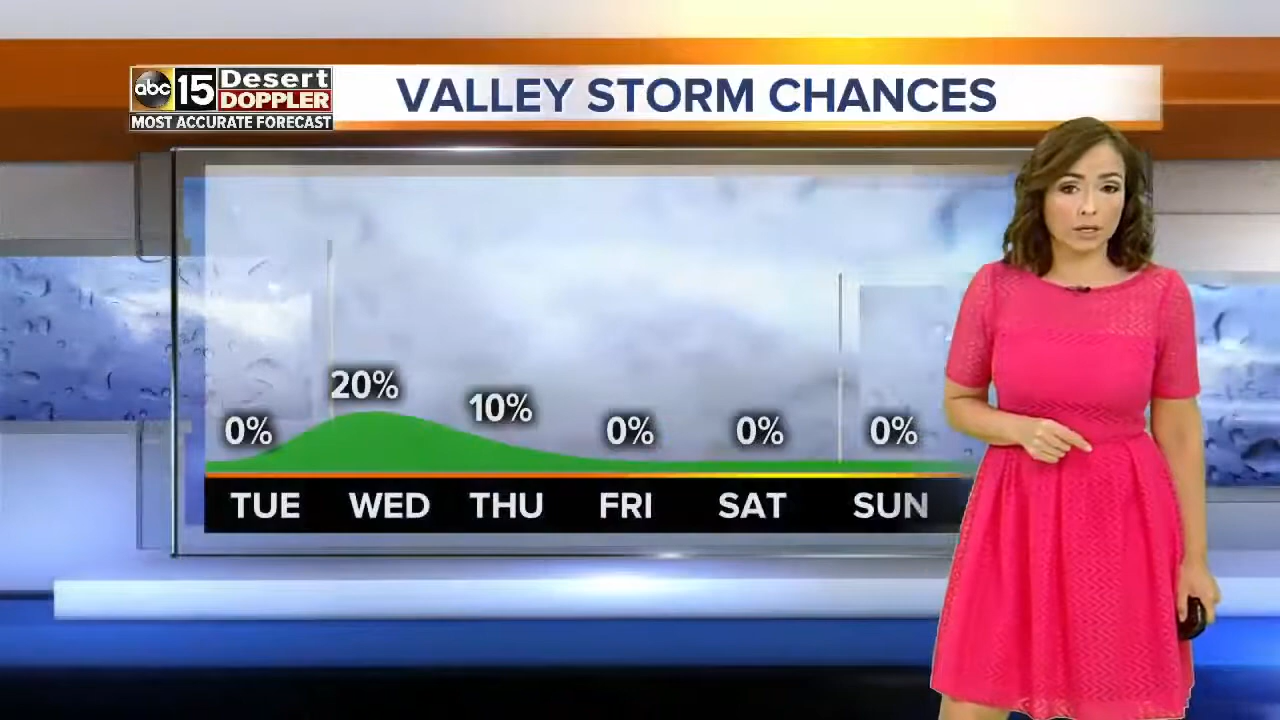 abc 15 Desert DOPPLER
MOST ACCURATE FORECAST
VALLEY STORM CHANCES
0% 20% 10% 0% 0% 0%
TUE WED THU FRI SAT SUN